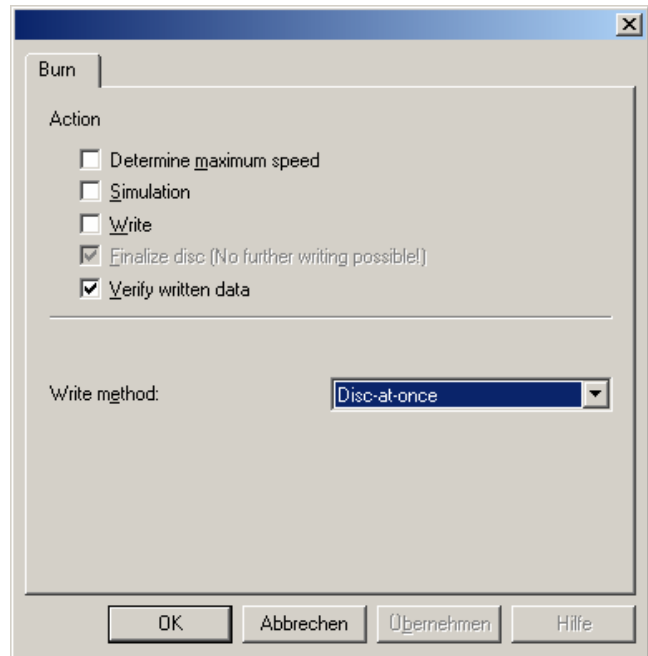 Burn
Action
Determine maximum speed
Simulation
Write
Finalize disc (No further writing possible!)
Verify written data
Write method: Disc-at-once
OK Abbrechen Übernehmen Hilfe